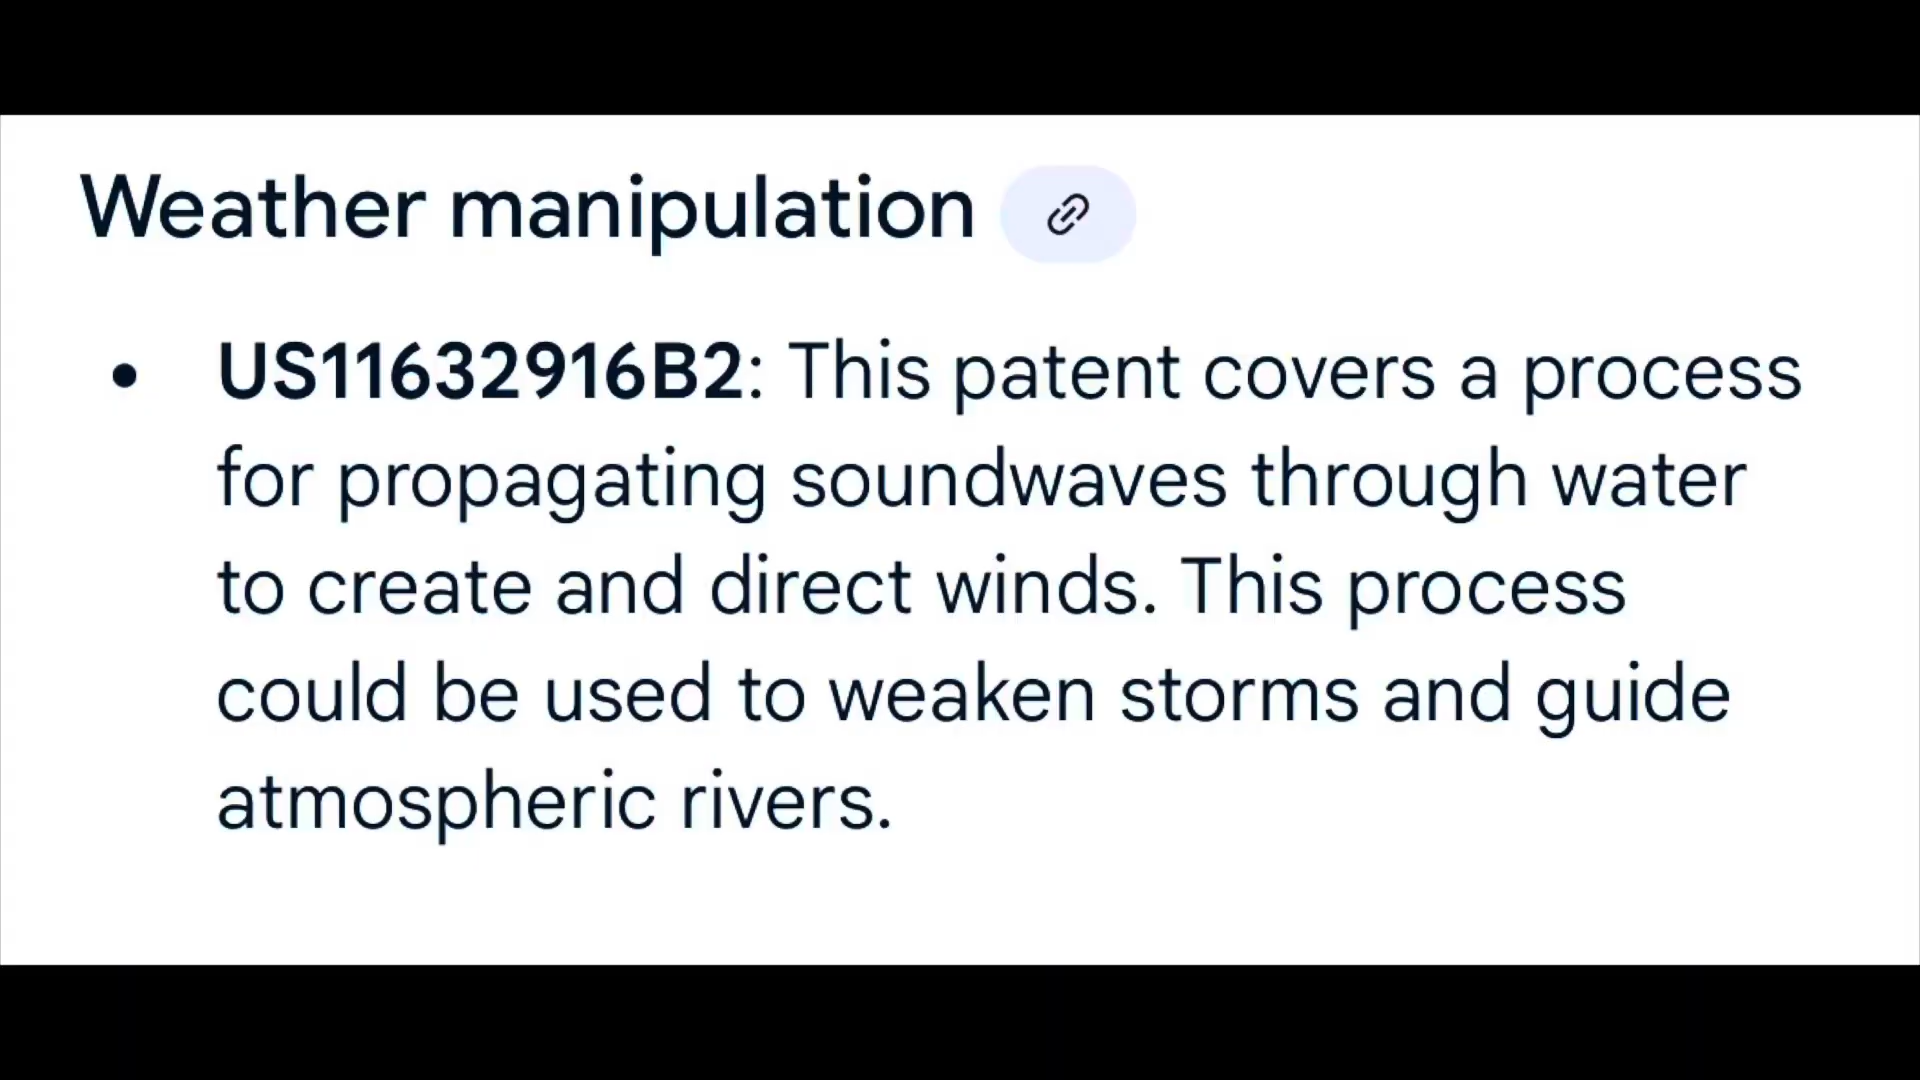 Weather manipulation
• US11632916B2: This patent covers a process
for propagating soundwaves through water
to create and direct winds. This process
could be used to weaken storms and guide
atmospheric rivers.